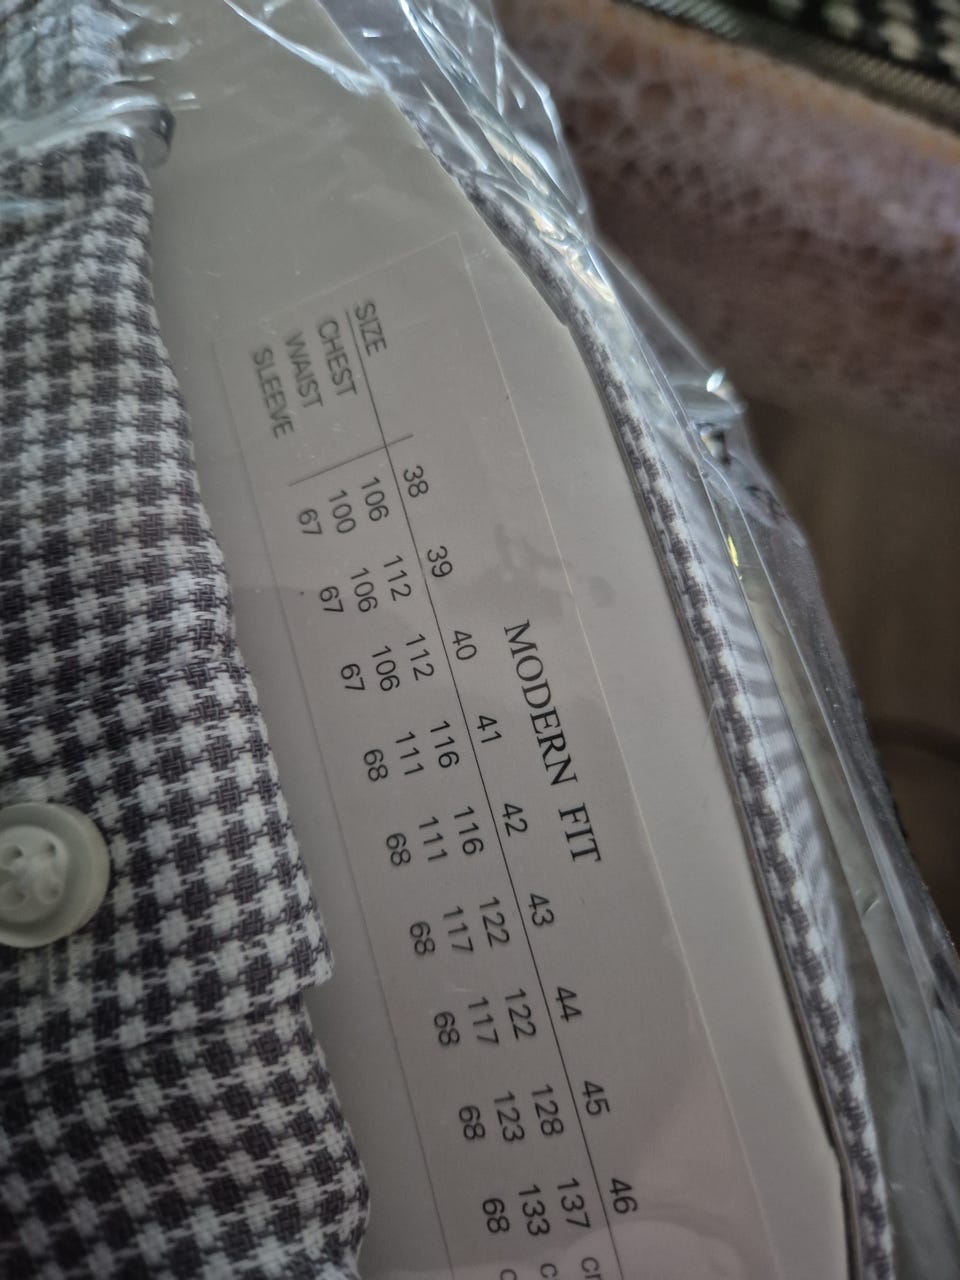 MODERN FIT
SIZE 38 39 40 41 42 43 44 45 46
CHEST 106 112 112 116 116 122 122 128 137 cm
WAIST 100 106 106 111 111 117 117 123 133 c
SLEEVE 67 67 67 68 68 68 68 68 68 c